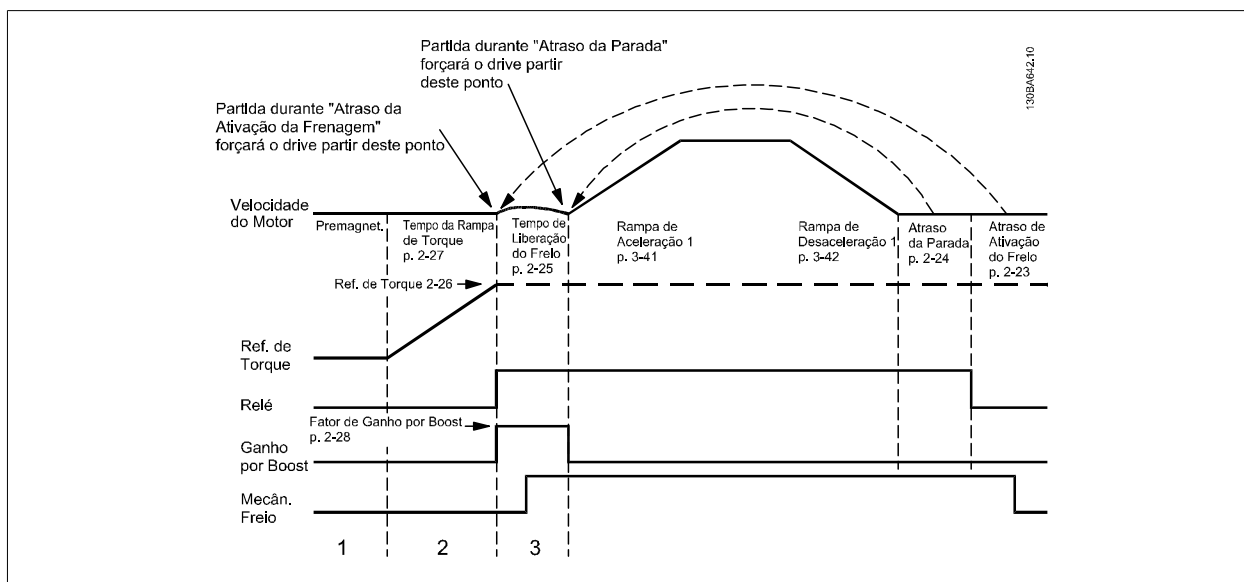 Partida durante "Atraso da Parada"
forçará o drive partir
deste ponto
130BA642.10
Partida durante "Atraso da
Ativação da Frenagem"
forçará o drive partir deste ponto
Velocidade
do Motor
Premagnet.
Tempo da Rampa
de Torque
p. 2-27
Tempo de
Liberação
do Freio
p. 2-25
Rampa de
Aceleração 1
p. 3-41
Rampa de
Desaceleração 1
p. 3-42
Atraso
da Parada
p. 2-24
Atraso de
Ativação
do Freio
p. 2-23
Ref. de Torque 2-26
Ref. de
Torque
Relé
Fator de Ganho por Boost
p. 2-28
Ganho
por Boost
Mecân.
Freio
1 2 3